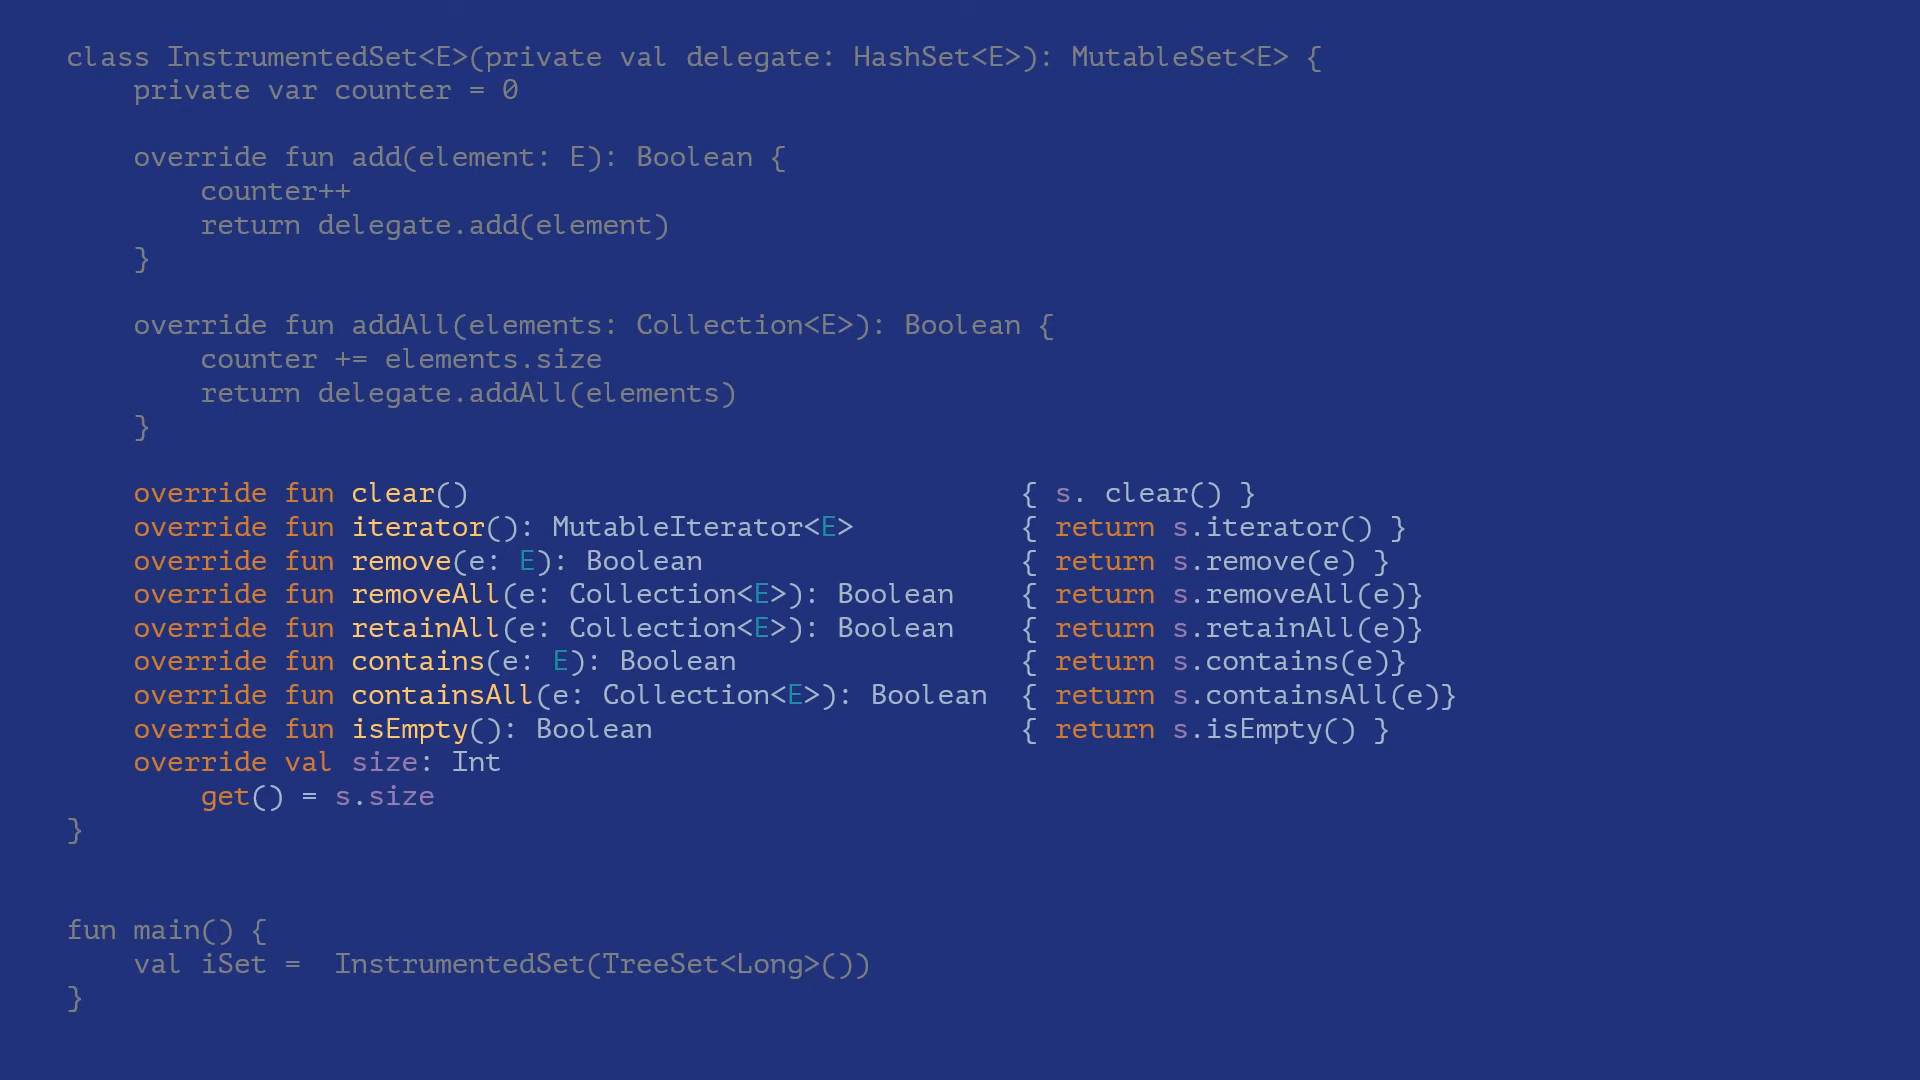 class InstrumentedSet<E>(private val delegate: HashSet<E>): MutableSet<E> {
    private var counter = 0

    override fun add(element: E): Boolean {
        counter++
        return delegate.add(element)
    }

    override fun addAll(elements: Collection<E>): Boolean {
        counter += elements.size
        return delegate.addAll(elements)
    }

    override fun clear()                                 { s. clear() }
    override fun iterator(): MutableIterator<E>          { return s.iterator() }
    override fun remove(e: E): Boolean                   { return s.remove(e) }
    override fun removeAll(e: Collection<E>): Boolean    { return s.removeAll(e)}
    override fun retainAll(e: Collection<E>): Boolean    { return s.retainAll(e)}
    override fun contains(e: E): Boolean                 { return s.contains(e)}
    override fun containsAll(e: Collection<E>): Boolean  { return s.containsAll(e)}
    override fun isEmpty(): Boolean                      { return s.isEmpty() }
    override val size: Int
        get() = s.size
}

fun main() {
    val iSet =  InstrumentedSet(TreeSet<Long>())
}